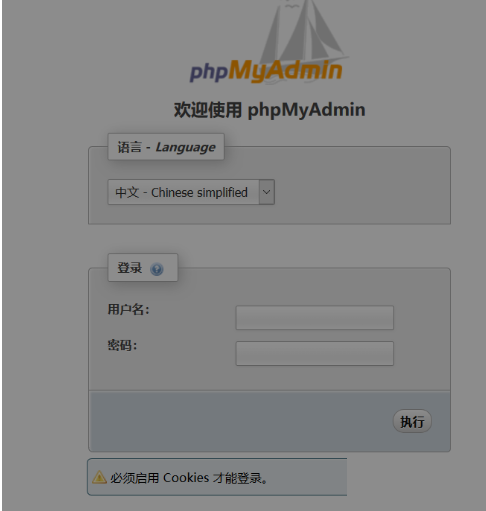 phpMyAdmin
欢迎使用 phpMyAdmin
语言 - Language
中文 - Chinese simplified
登录
用户名：
密码：
执行
必须启用 Cookies 才能登录。